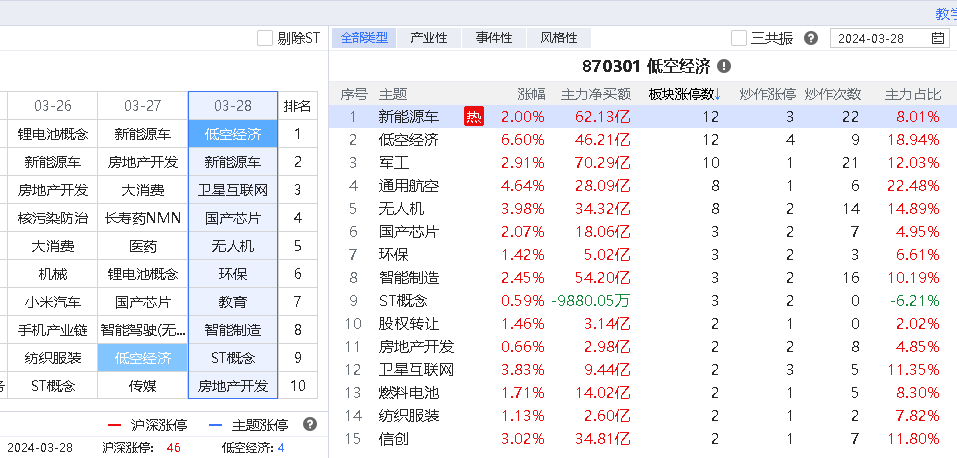 教学
剔除ST
全部类型 产业性 事件性 风格性 三共振 2024-03-28
870301 低空经济
03-26 03-27 03-28 排名
锂电池概念 新能源车 低空经济 1
新能源车 房地产开发 新能源车 2
房地产开发 大消费 卫星互联网 3
核污染防治 长寿药NMN 国产芯片 4
大消费 医药 无人机 5
机械 锂电池概念 环保 6
小米汽车 国产芯片 教育 7
手机产业链 智能驾驶(无... 智能制造 8
纺织服装 低空经济 ST概念 9
ST概念 传媒 房地产开发 10
沪深涨停 主题涨停
2024-03-28 沪深涨停: 46 低空经济: 4
序号 主题 涨幅 主力净买额 板块涨停数↓ 炒作涨停 炒作次数 主力占比
1 新能源车 热 2.00% 62.13亿 12 3 22 8.01%
2 低空经济 6.60% 46.21亿 12 4 9 18.94%
3 军工 2.91% 70.29亿 10 1 21 12.03%
4 通用航空 4.64% 28.09亿 8 1 6 22.48%
5 无人机 3.98% 34.32亿 8 2 14 14.89%
6 国产芯片 2.07% 18.06亿 3 2 7 4.95%
7 环保 1.42% 5.02亿 3 2 3 6.61%
8 智能制造 2.45% 54.20亿 3 2 16 10.19%
9 ST概念 0.59% -9880.05万 3 2 0 -6.21%
10 股权转让 1.46% 3.14亿 2 1 0 2.02%
11 房地产开发 0.66% 2.98亿 2 2 8 4.85%
12 卫星互联网 3.83% 9.44亿 2 3 5 11.35%
13 燃料电池 1.71% 14.02亿 2 1 5 8.30%
14 纺织服装 1.13% 2.60亿 2 1 2 7.82%
15 信创 3.02% 34.81亿 2 1 7 11.80%